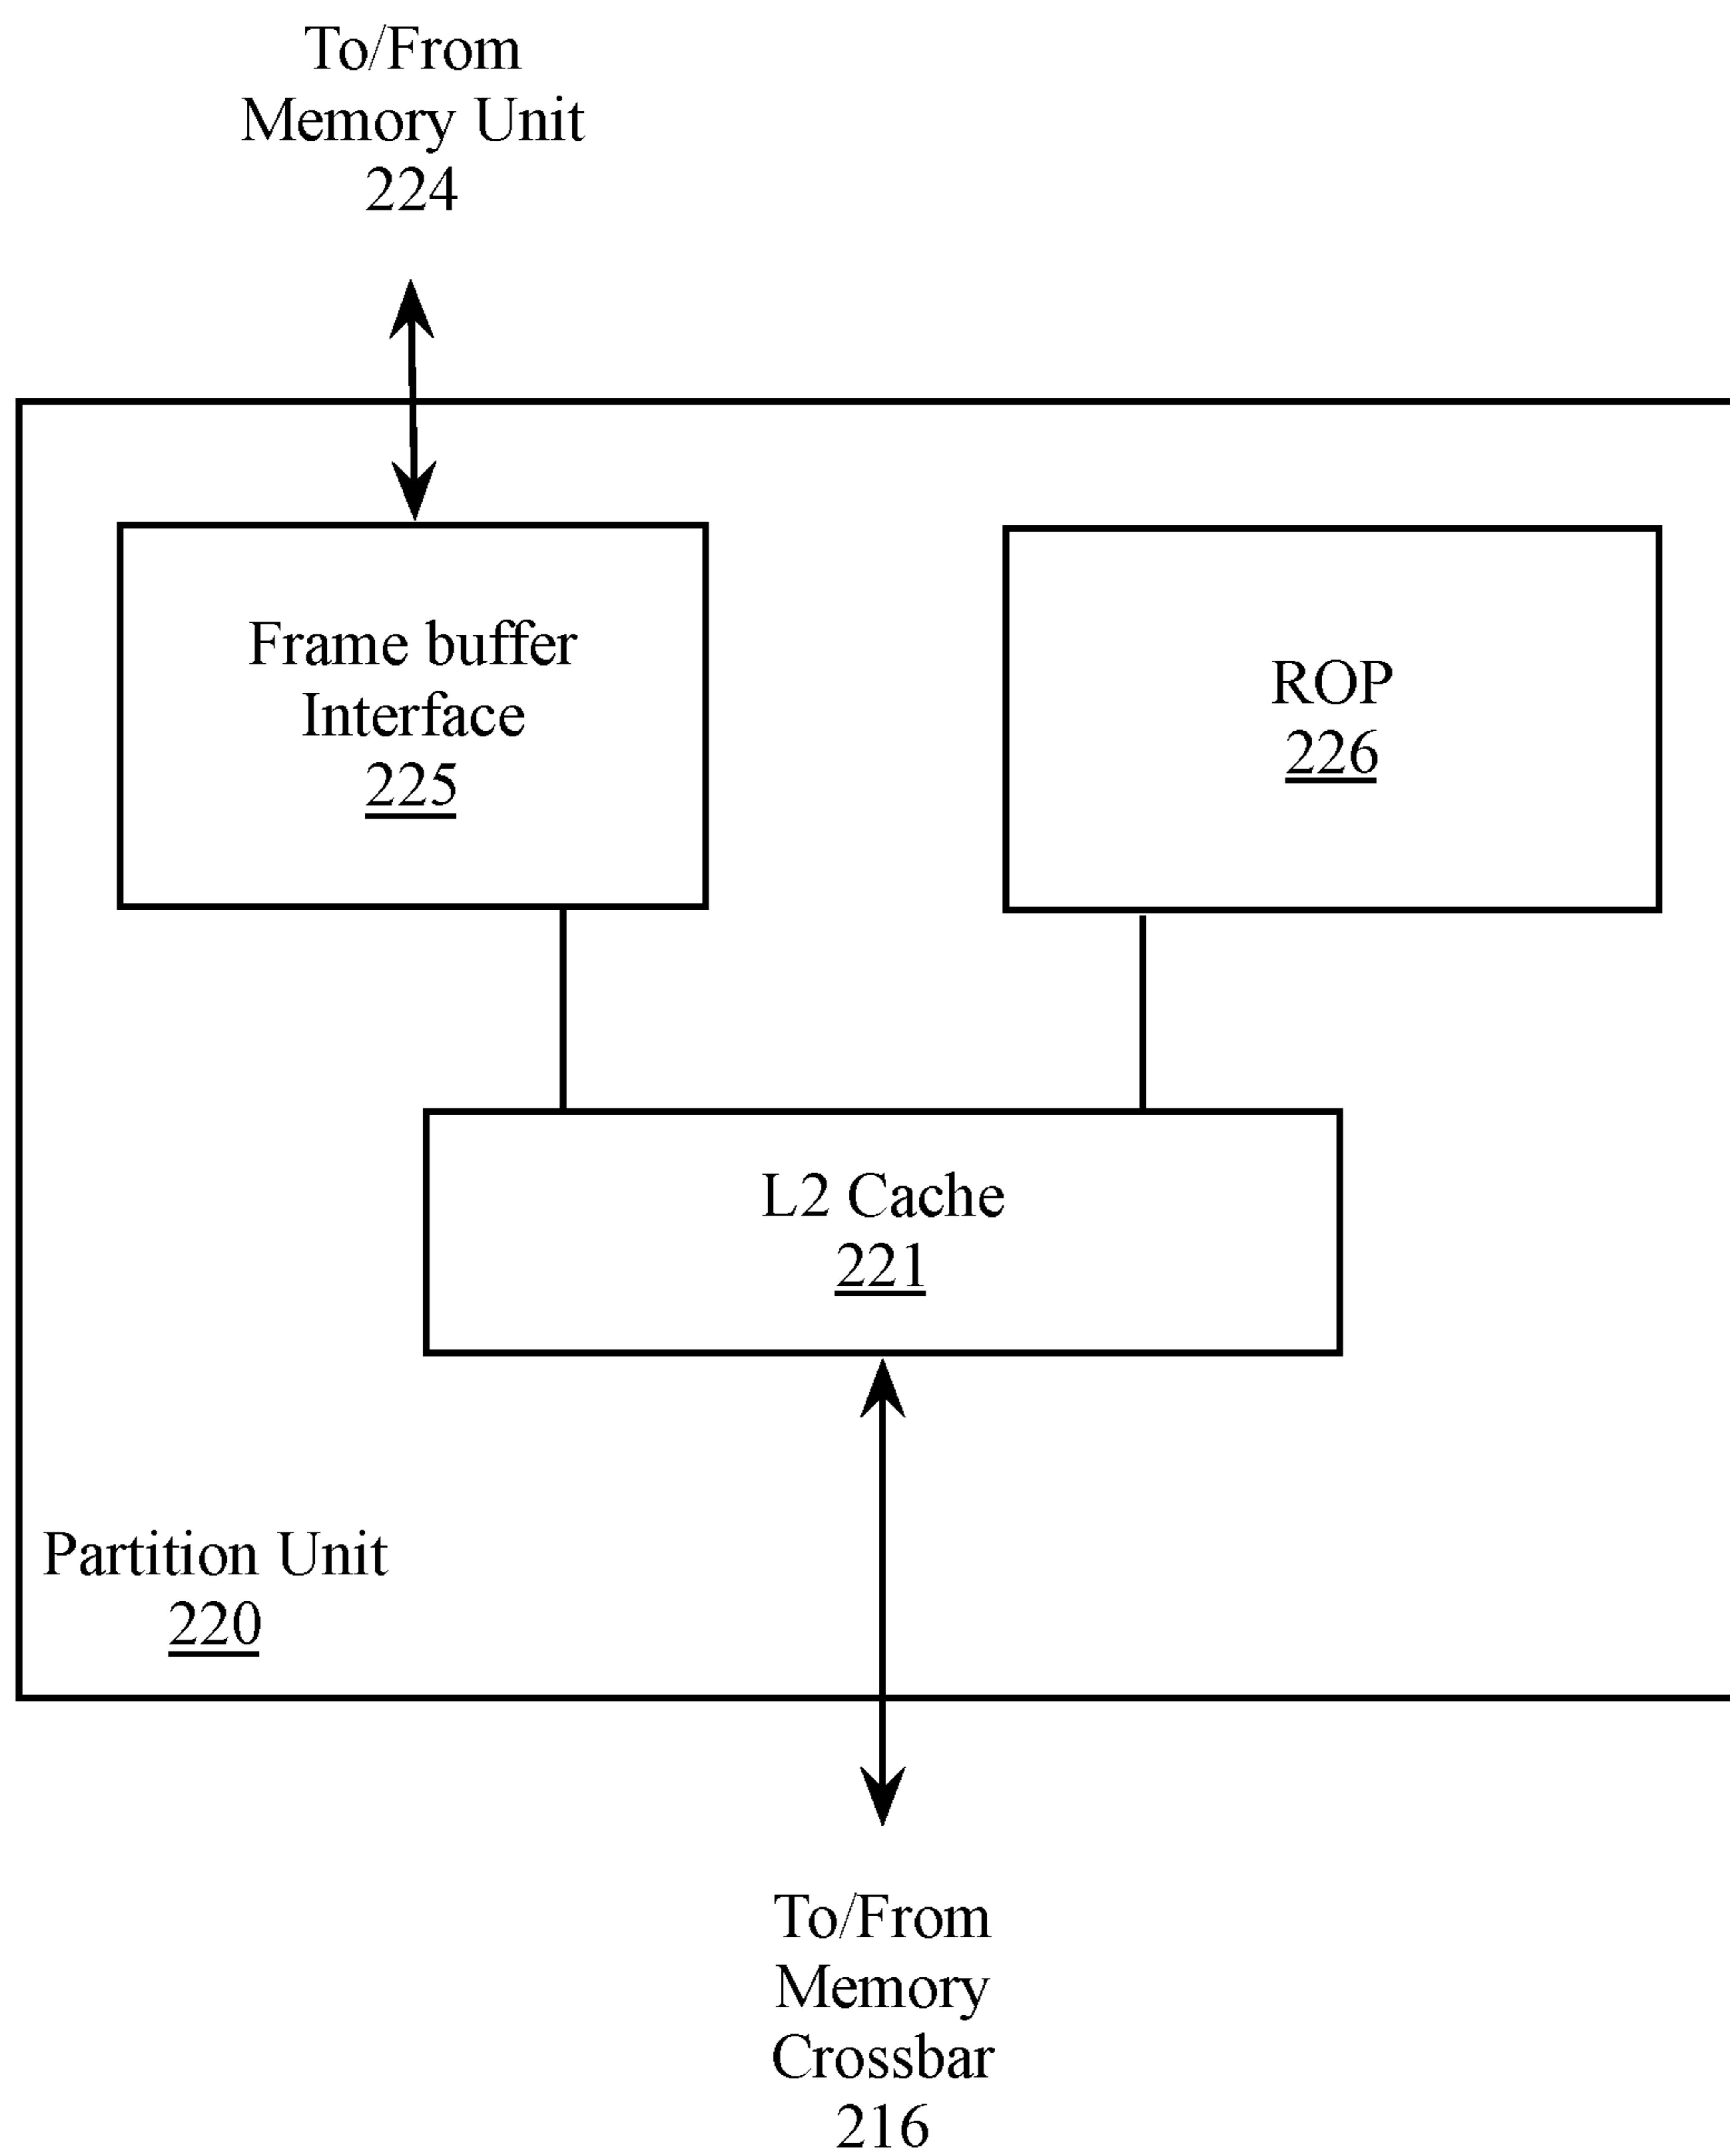 To/From
Memory Unit
224
Frame buffer
Interface
225
ROP
226
L2 Cache
221
Partition Unit
220
To/From
Memory
Crossbar
216